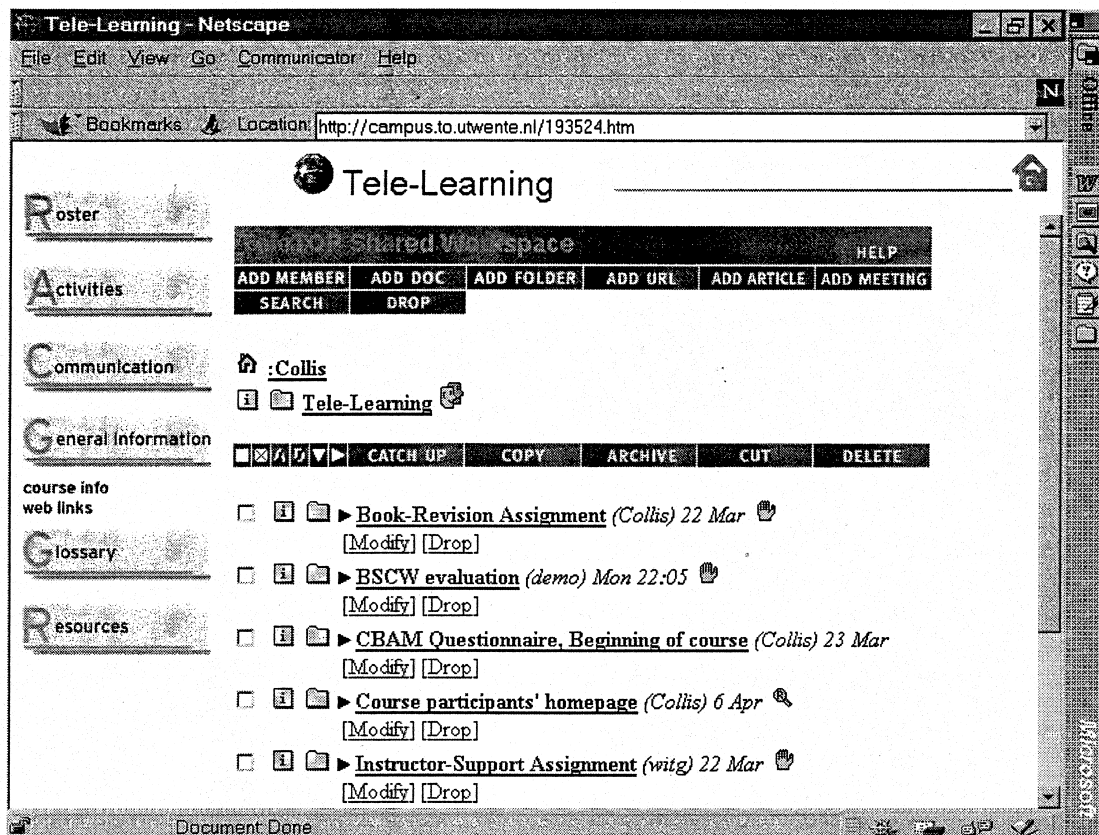 Tele-Learning - Netscape
File Edit View Go Communicator Help
N
Bookmarks Location: http://campus.to.utwente.nl/193524.htm
Office
Tele-Learning
Roster
Activities
Communication
General Information
course info
web links
Glossary
Resources
Shared Workspace
HELP
ADD MEMBER ADD DOC ADD FOLDER ADD URL ADD ARTICLE ADD MEETING
SEARCH DROP
:Collis
Tele-Learning
CATCH UP COPY ARCHIVE CUT DELETE
Book-Revision Assignment (Collis) 22 Mar
[Modify] [Drop]
BSCW evaluation (demo) Mon 22:05
[Modify] [Drop]
CBAM Questionnaire, Beginning of course (Collis) 23 Mar
[Modify] [Drop]
Course participants' homepage (Collis) 6 Apr
[Modify] [Drop]
Instructor-Support Assignment (witg) 22 Mar
[Modify] [Drop]
Microsoft
Document: Done